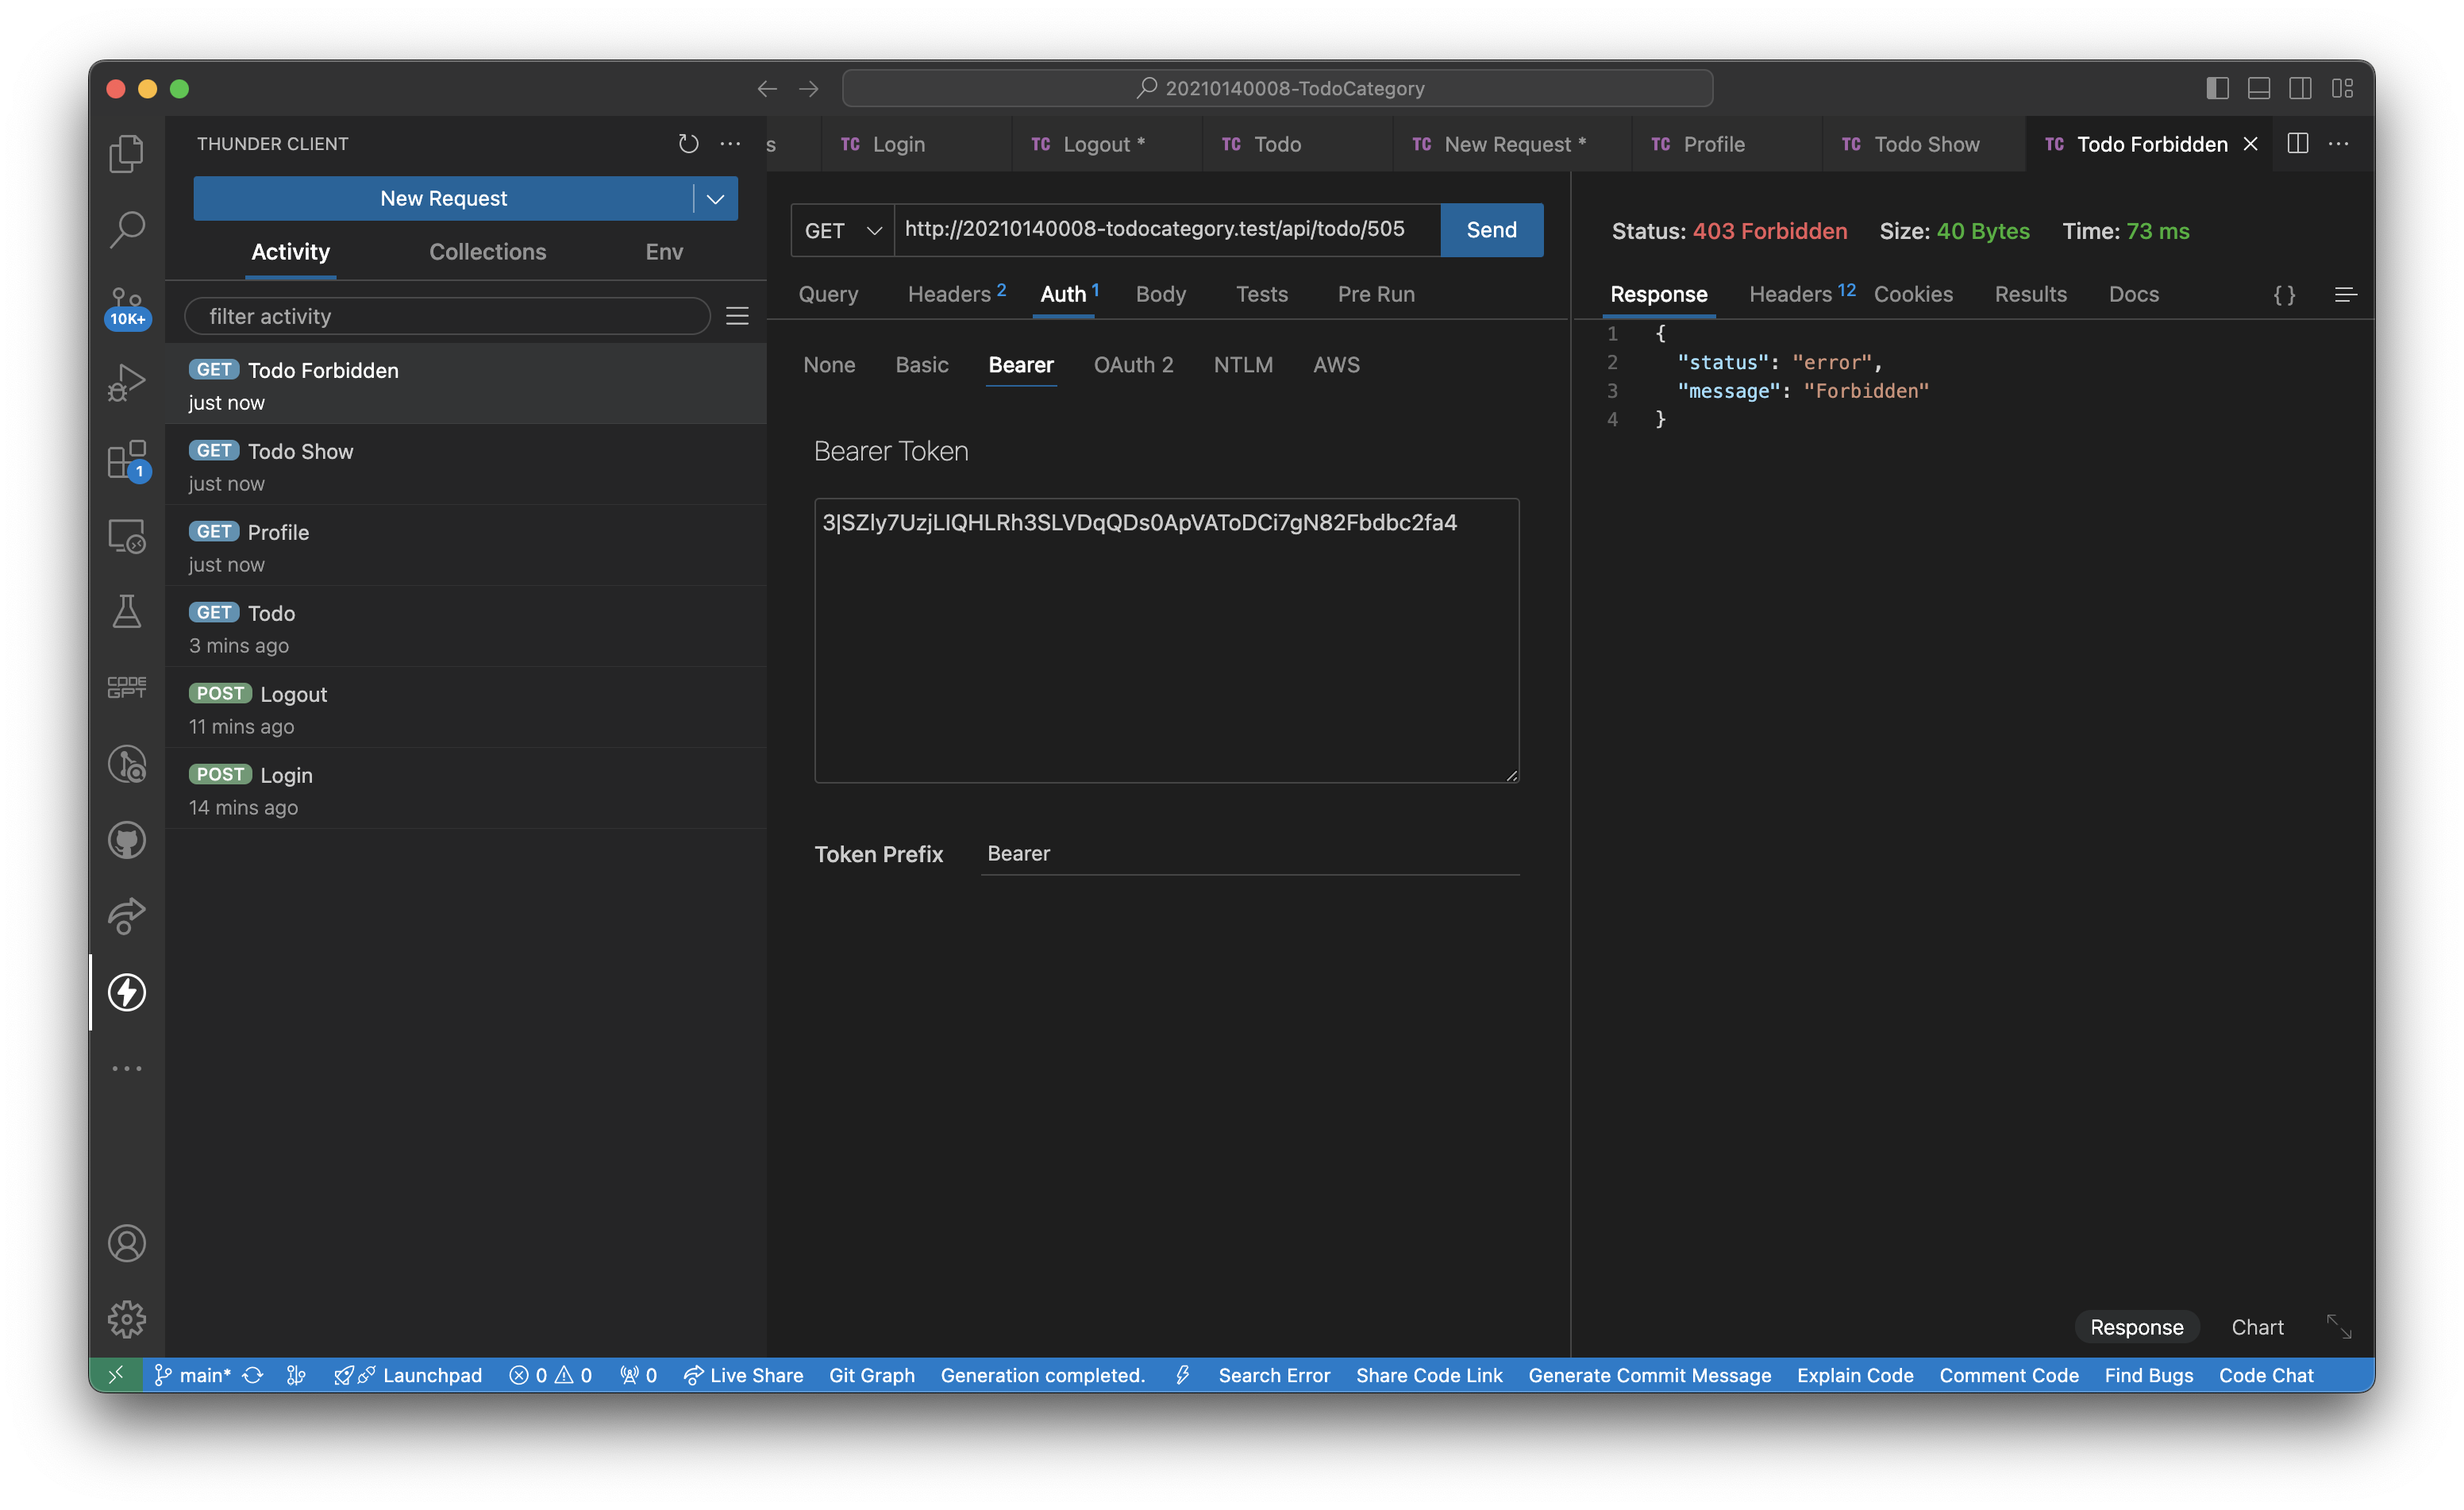 20210140008-TodoCategory
THUNDER CLIENT
New Request
Activity Collections Env
filter activity
GET Todo Forbidden
just now
GET Todo Show
just now
GET Profile
just now
GET Todo
3 mins ago
POST Logout
11 mins ago
POST Login
14 mins ago
10K+
1
CODE
GPT
s TC Login TC Logout * TC Todo TC New Request * TC Profile TC Todo Show TC Todo Forbidden
GET http://20210140008-todocategory.test/api/todo/505 Send
Query Headers 2 Auth 1 Body Tests Pre Run
None Basic Bearer OAuth 2 NTLM AWS
Bearer Token
3|SZly7UzjLIQHLRh3SLVDqQDs0ApVAToDCi7gN82Fbdbc2fa4
Token Prefix Bearer
Status: 403 Forbidden Size: 40 Bytes Time: 73 ms
Response Headers 12 Cookies Results Docs { }
1 {
2 "status": "error",
3 "message": "Forbidden"
4 }
Response Chart
main* Launchpad 0 0 0 Live Share Git Graph Generation completed. Search Error Share Code Link Generate Commit Message Explain Code Comment Code Find Bugs Code Chat